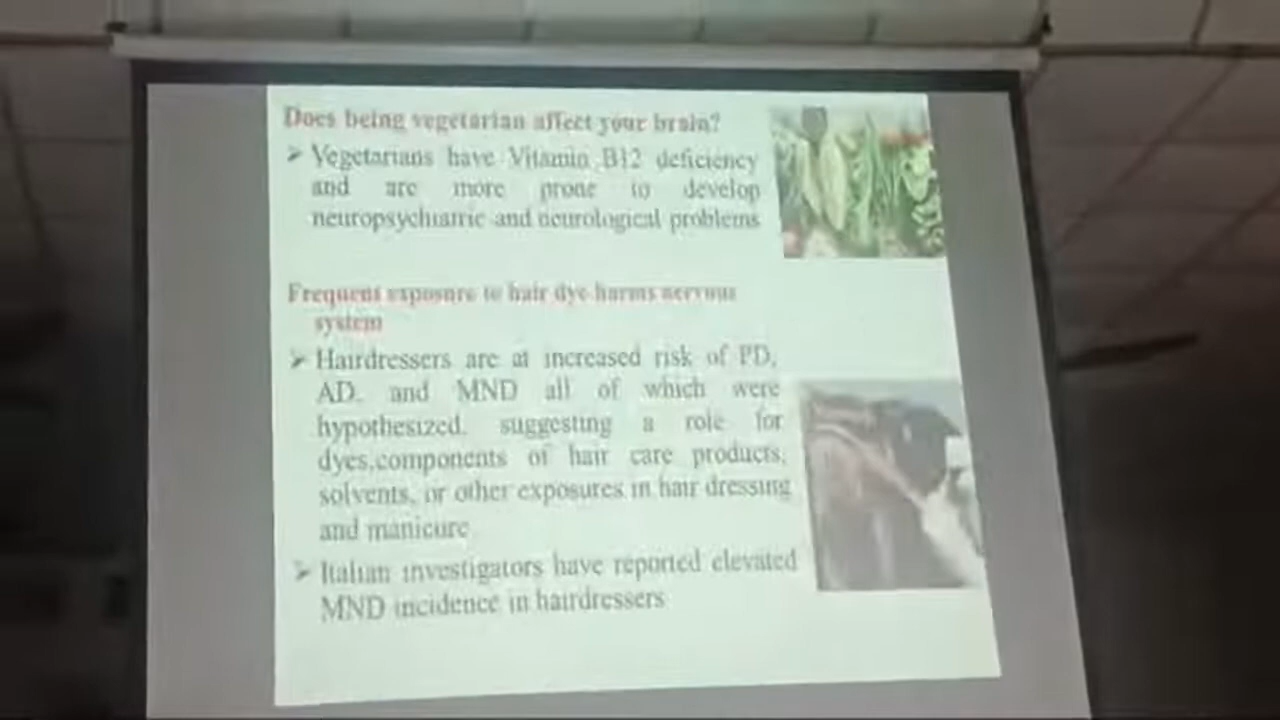 Does being vegetarian affect your brain?
➢ Vegetarians have Vitamin B12 deficiency
and are more prone to develop
neuropsychiatric and neurological problems
Frequent exposure to hair dye harms nervous
system
➢ Hairdressers are at increased risk of PD,
AD, and MND all of which were
hypothesized, suggesting a role for
dyes,components of hair care products,
solvents, or other exposures in hair dressing
and manicure
➢ Italian investigators have reported elevated
MND incidence in hairdressers